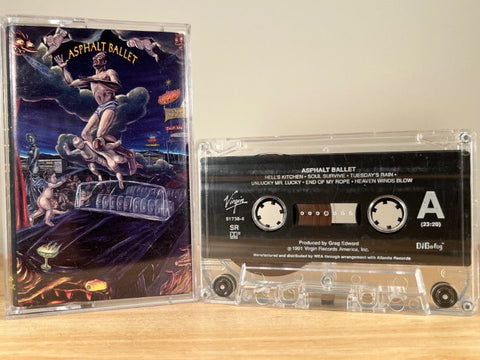 ASPHALT BALLET
ASPHALT BALLET
HELL'S KITCHEN • SOUL SURVIVE • TUESDAY'S RAIN •
UNLUCKY MR. LUCKY • END OF MY ROPE • HEAVEN WINDS BLOW
Virgin
91738-4
SR
A
(23:20)
Produced by Greg Edward
© 1991 Virgin Records America, Inc.
Manufactured and distributed by WEA through arrangement with Atlantic Records